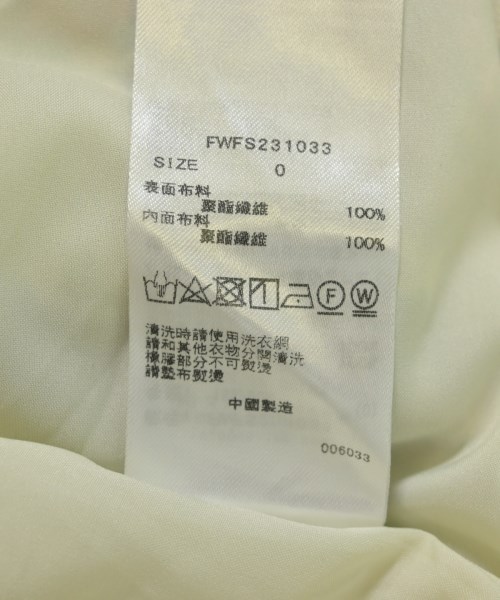 FWFS231033
SIZE 0
表面布料
聚酯纖維 100%
內面布料
聚酯纖維 100%
F W
清洗時請使用洗衣網
請和其他衣物分開清洗
橡膠部分不可熨燙
請墊布熨燙
中國製造
006033